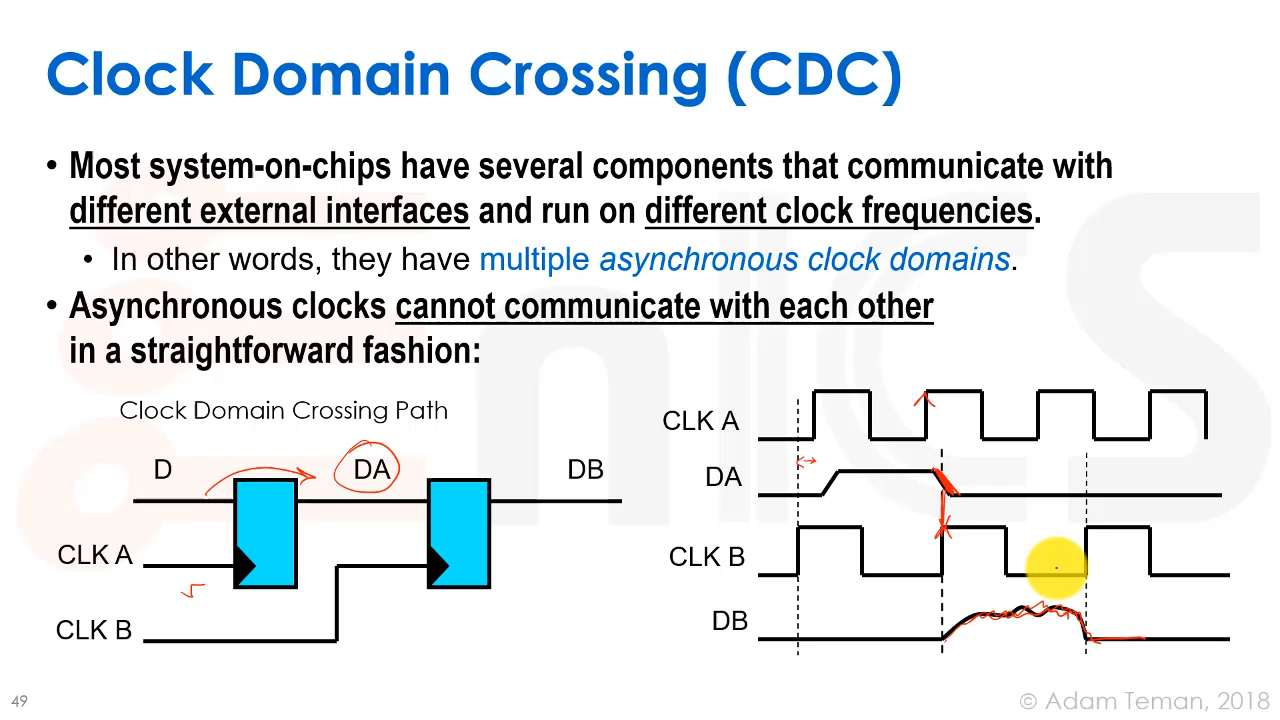 Clock Domain Crossing (CDC)
• Most system-on-chips have several components that communicate with
different external interfaces and run on different clock frequencies.
• In other words, they have multiple asynchronous clock domains.
• Asynchronous clocks cannot communicate with each other
in a straightforward fashion:
Clock Domain Crossing Path
D DA DB
CLK A
CLK B
CLK A
DA
CLK B
DB
49
© Adam Teman, 2018